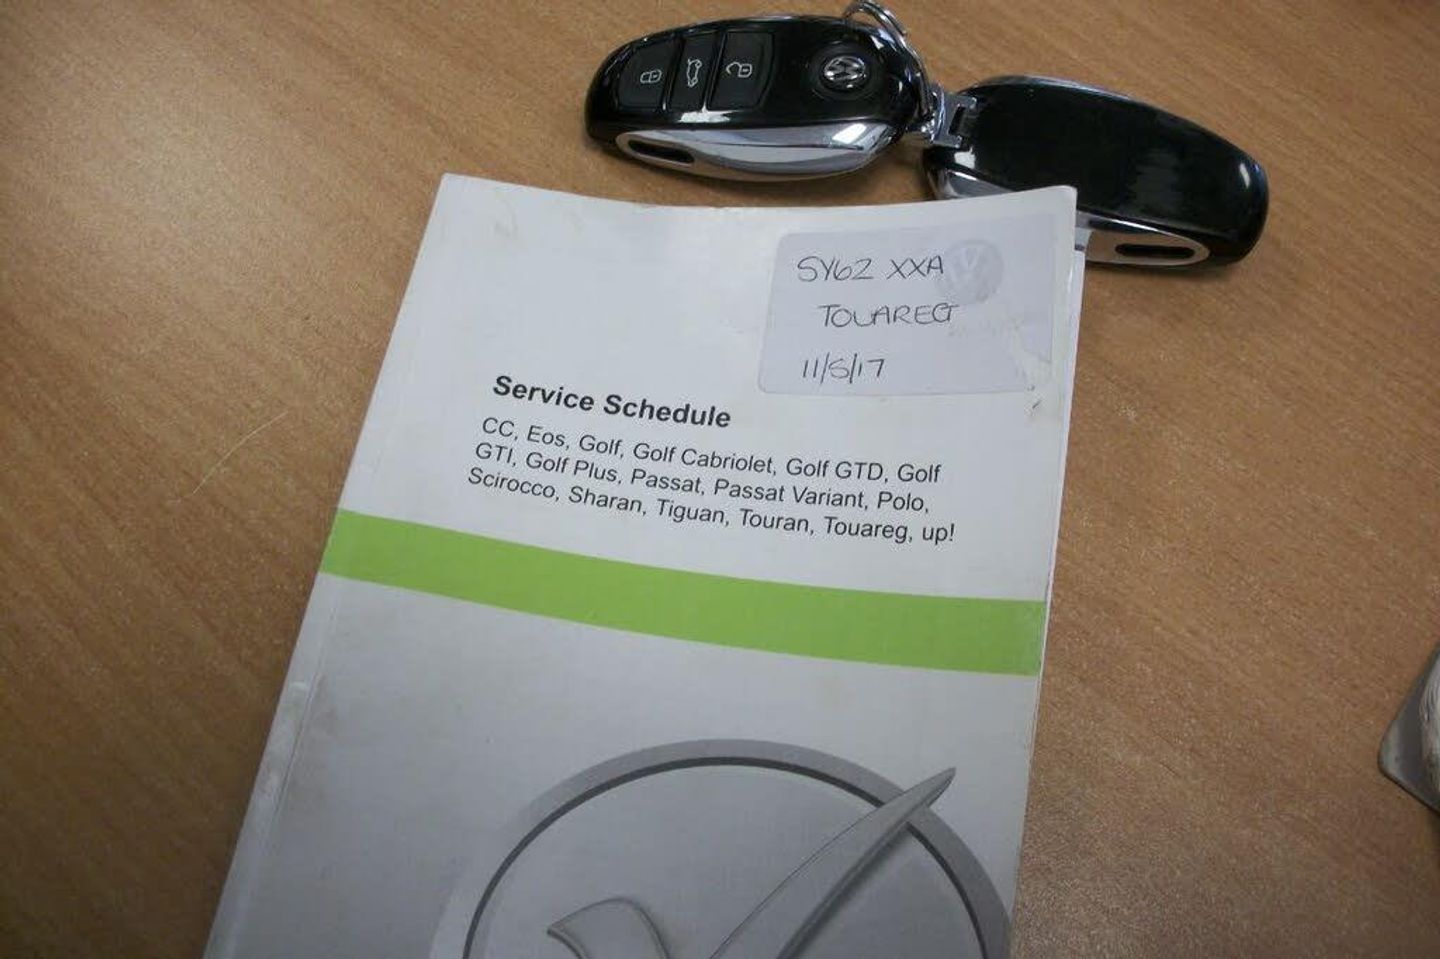 SY62 XXA
TOUAREG
11/5/17
Service Schedule
CC, Eos, Golf, Golf Cabriolet, Golf GTD, Golf
GTI, Golf Plus, Passat, Passat Variant, Polo,
Scirocco, Sharan, Tiguan, Touran, Touareg, up!